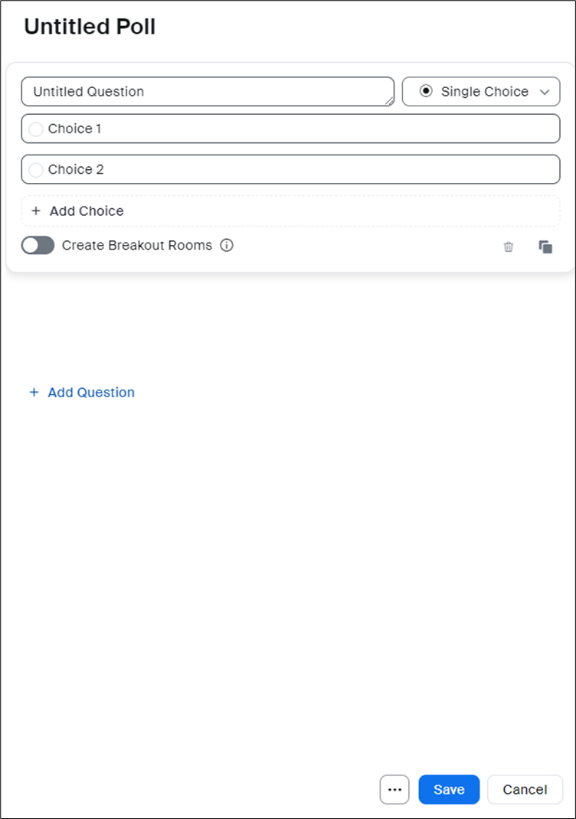 Untitled Poll
Untitled Question
Single Choice
Choice 1
Choice 2
+ Add Choice
Create Breakout Rooms
+ Add Question
Save
Cancel